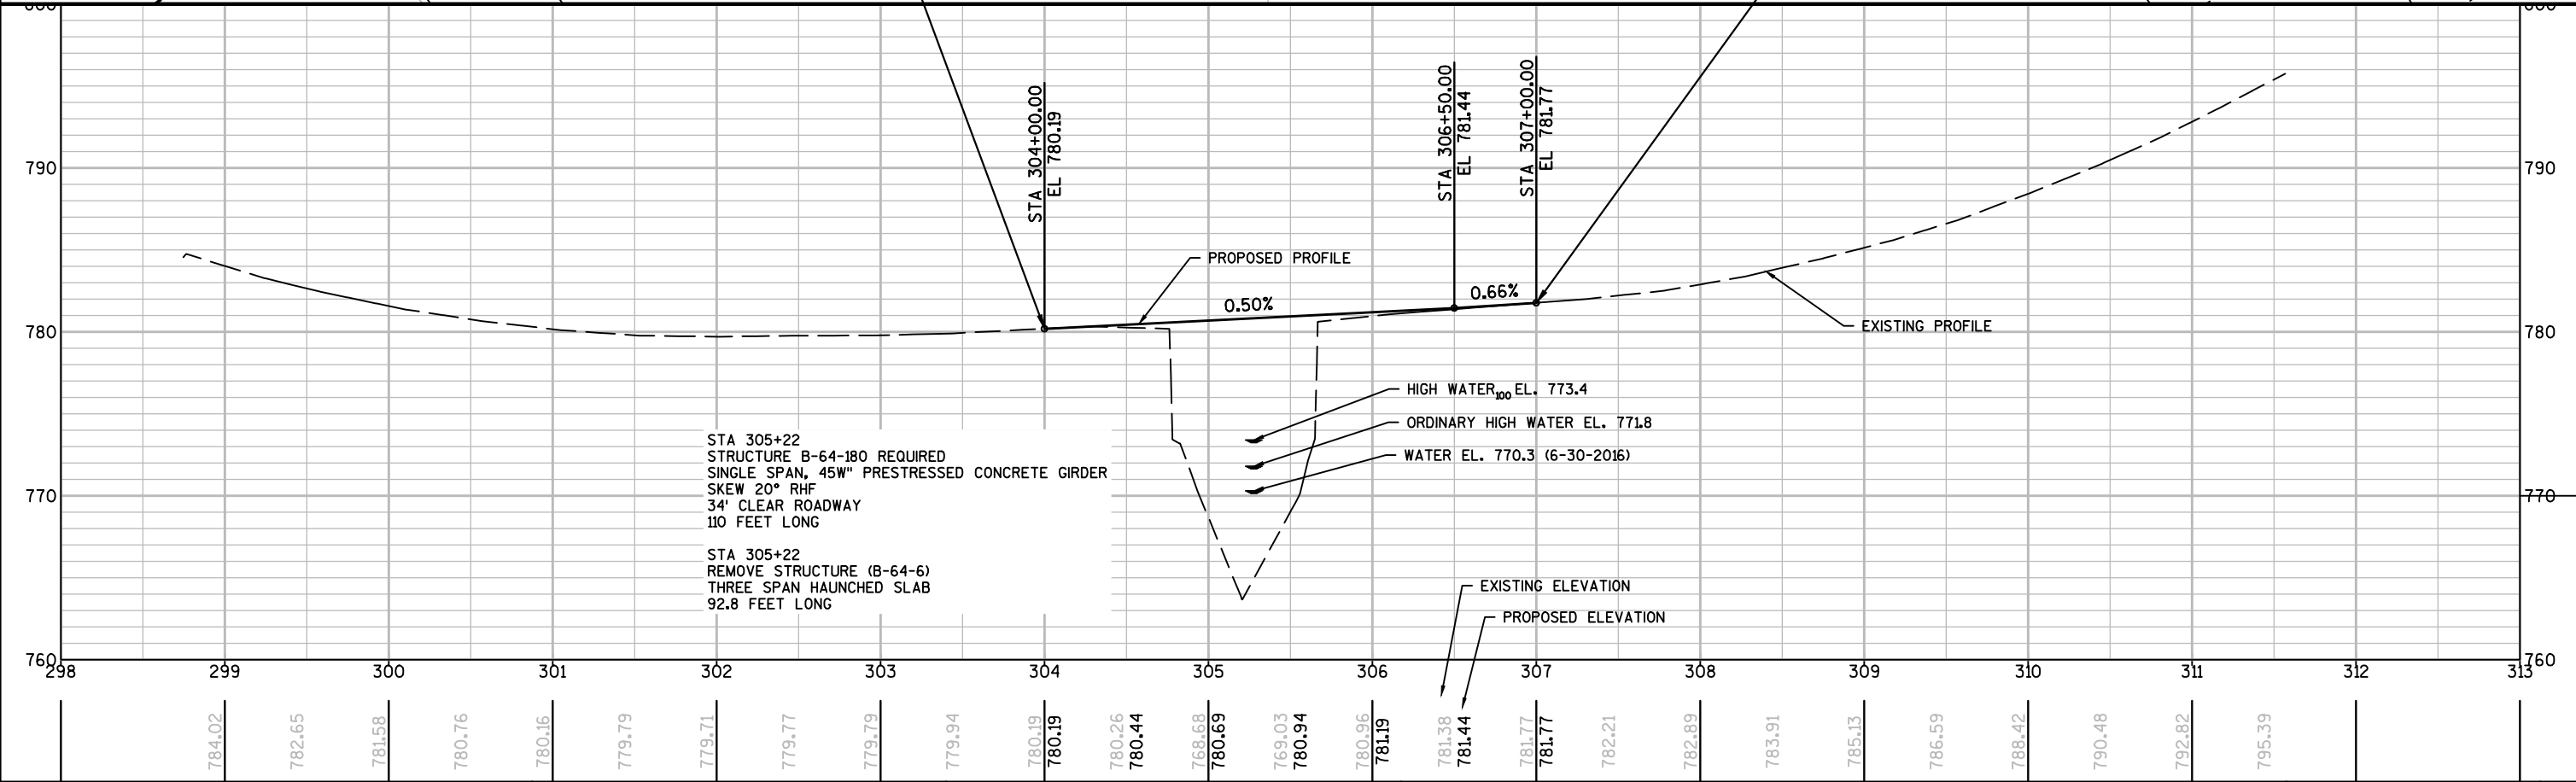 STA 304+00.00
EL 780.19
STA 306+50.00
EL 781.44
STA 307+00.00
EL 781.77
790
790
PROPOSED PROFILE
0.50%
0.66%
780
EXISTING PROFILE
780
HIGH WATER100 EL. 773.4
ORDINARY HIGH WATER EL. 771.8
WATER EL. 770.3 (6-30-2016)
STA 305+22
STRUCTURE B-64-180 REQUIRED
SINGLE SPAN, 45W" PRESTRESSED CONCRETE GIRDER
SKEW 20° RHF
34' CLEAR ROADWAY
110 FEET LONG
770
770
STA 305+22
REMOVE STRUCTURE (B-64-6)
THREE SPAN HAUNCHED SLAB
92.8 FEET LONG
EXISTING ELEVATION
PROPOSED ELEVATION
760
760
298 299 300 301 302 303 304 305 306 307 308 309 310 311 312 313
784.02 782.65 781.58 780.76 780.16 779.79 779.71 779.77 779.79 779.94 780.19 780.19 780.26 780.44 768.68 780.69 769.03 780.94 780.96 781.19 781.38 781.44 781.77 781.77 782.21 782.89 783.91 785.13 786.59 788.42 790.48 792.82 795.39